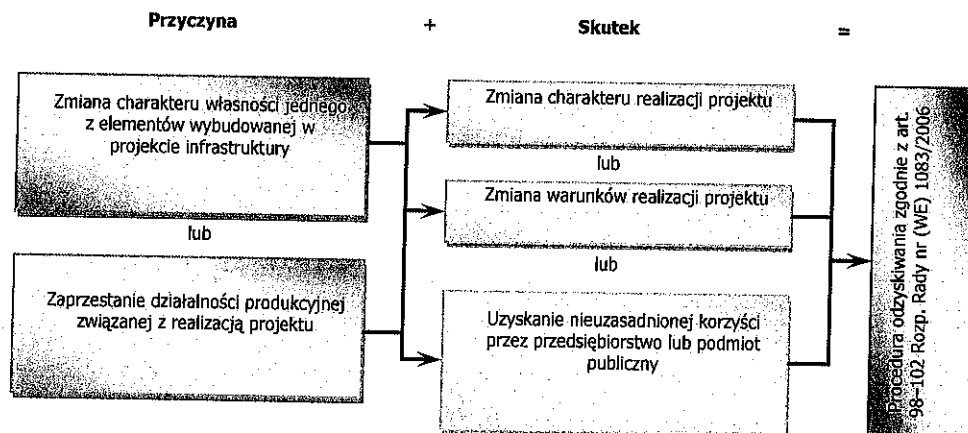 Przyczyna + Skutek =
Zmiana charakteru własności jednego
z elementów wybudowanej w
projekcie infrastruktury
lub
Zaprzestanie działalności produkcyjnej
związanej z realizacją projektu
Zmiana charakteru realizacji projektu
lub
Zmiana warunków realizacji projektu
lub
Uzyskanie nieuzasadnionej korzyści
przez przedsiębiorstwo lub podmiot
publiczny
Procedura odzyskiwania zgodnie z art.
98-102 Rozp. Rady nr (WE) 1083/2006